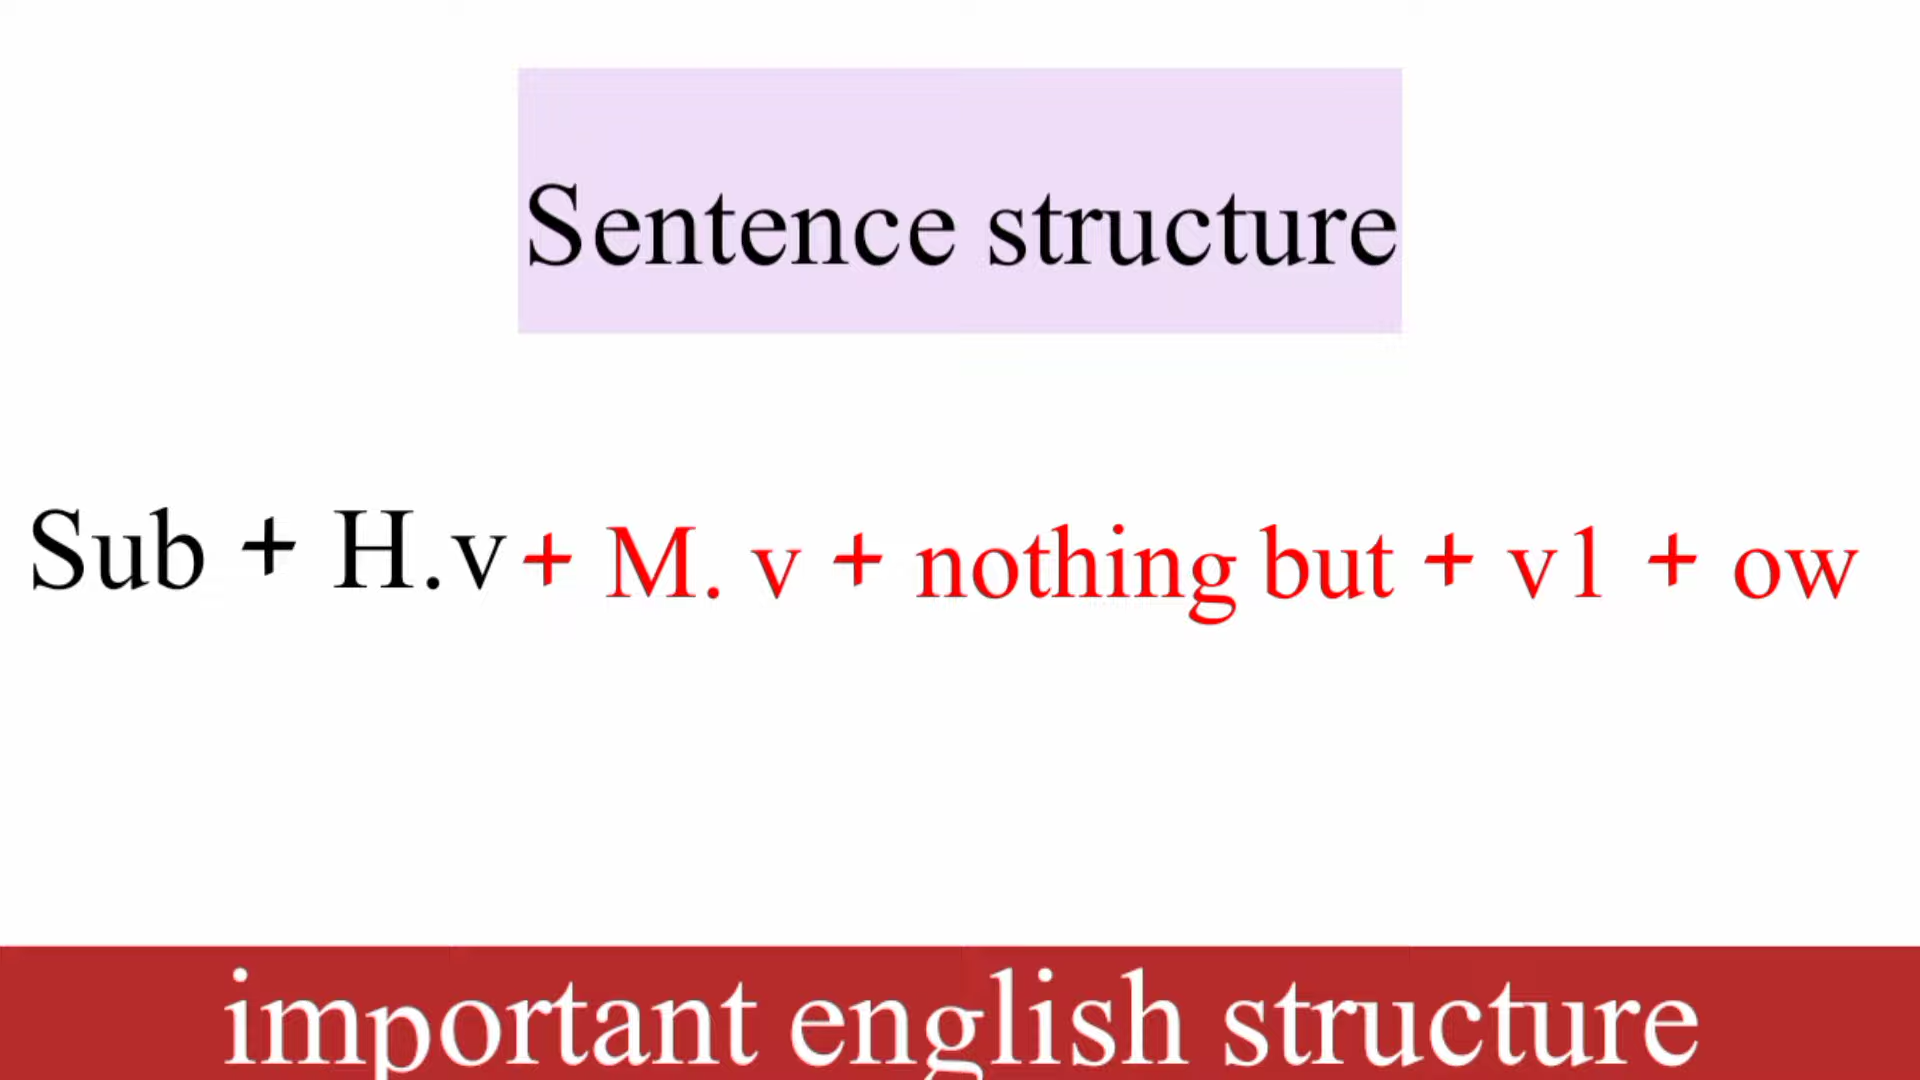 Sentence structure
Sub + H.v + M. v + nothing but + v1 + ow
important english structure